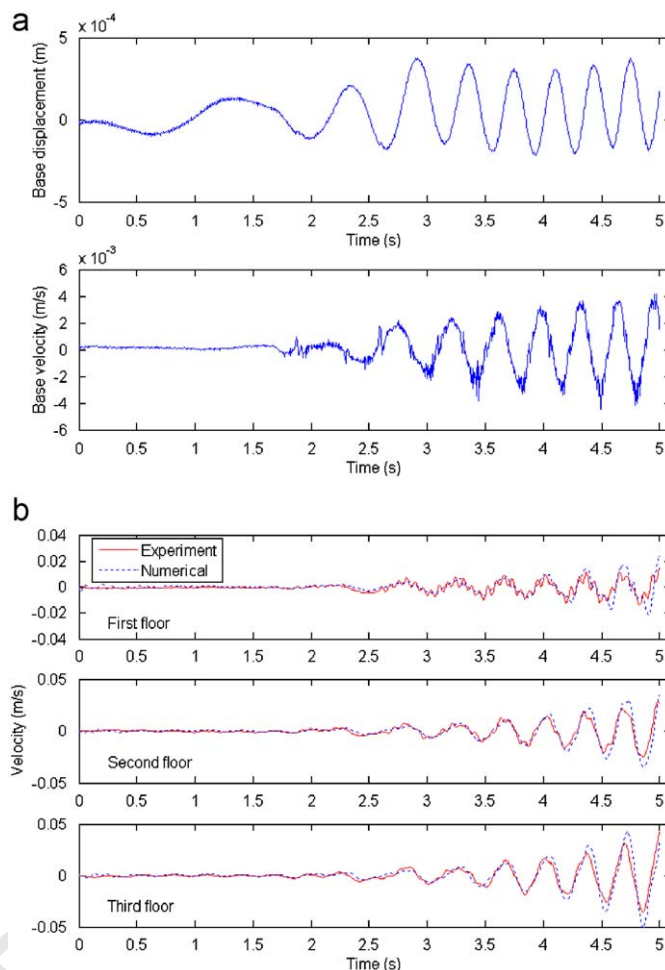 a
x 10⁻⁴
5
0
-5
Base displacement (m)
0 0.5 1 1.5 2 2.5 3 3.5 4 4.5 5
Time (s)
x 10⁻³
6
4
2
0
-2
-4
-6
Base velocity (m/s)
0 0.5 1 1.5 2 2.5 3 3.5 4 4.5 5
Time (s)
b
0.04
0.02
0
-0.02
-0.04
Experiment
Numerical
First floor
0 0.5 1 1.5 2 2.5 3 3.5 4 4.5 5
Velocity (m/s)
0.05
0
-0.05
Second floor
0 0.5 1 1.5 2 2.5 3 3.5 4 4.5 5
0.05
0
-0.05
Third floor
0 0.5 1 1.5 2 2.5 3 3.5 4 4.5 5
Time (s)